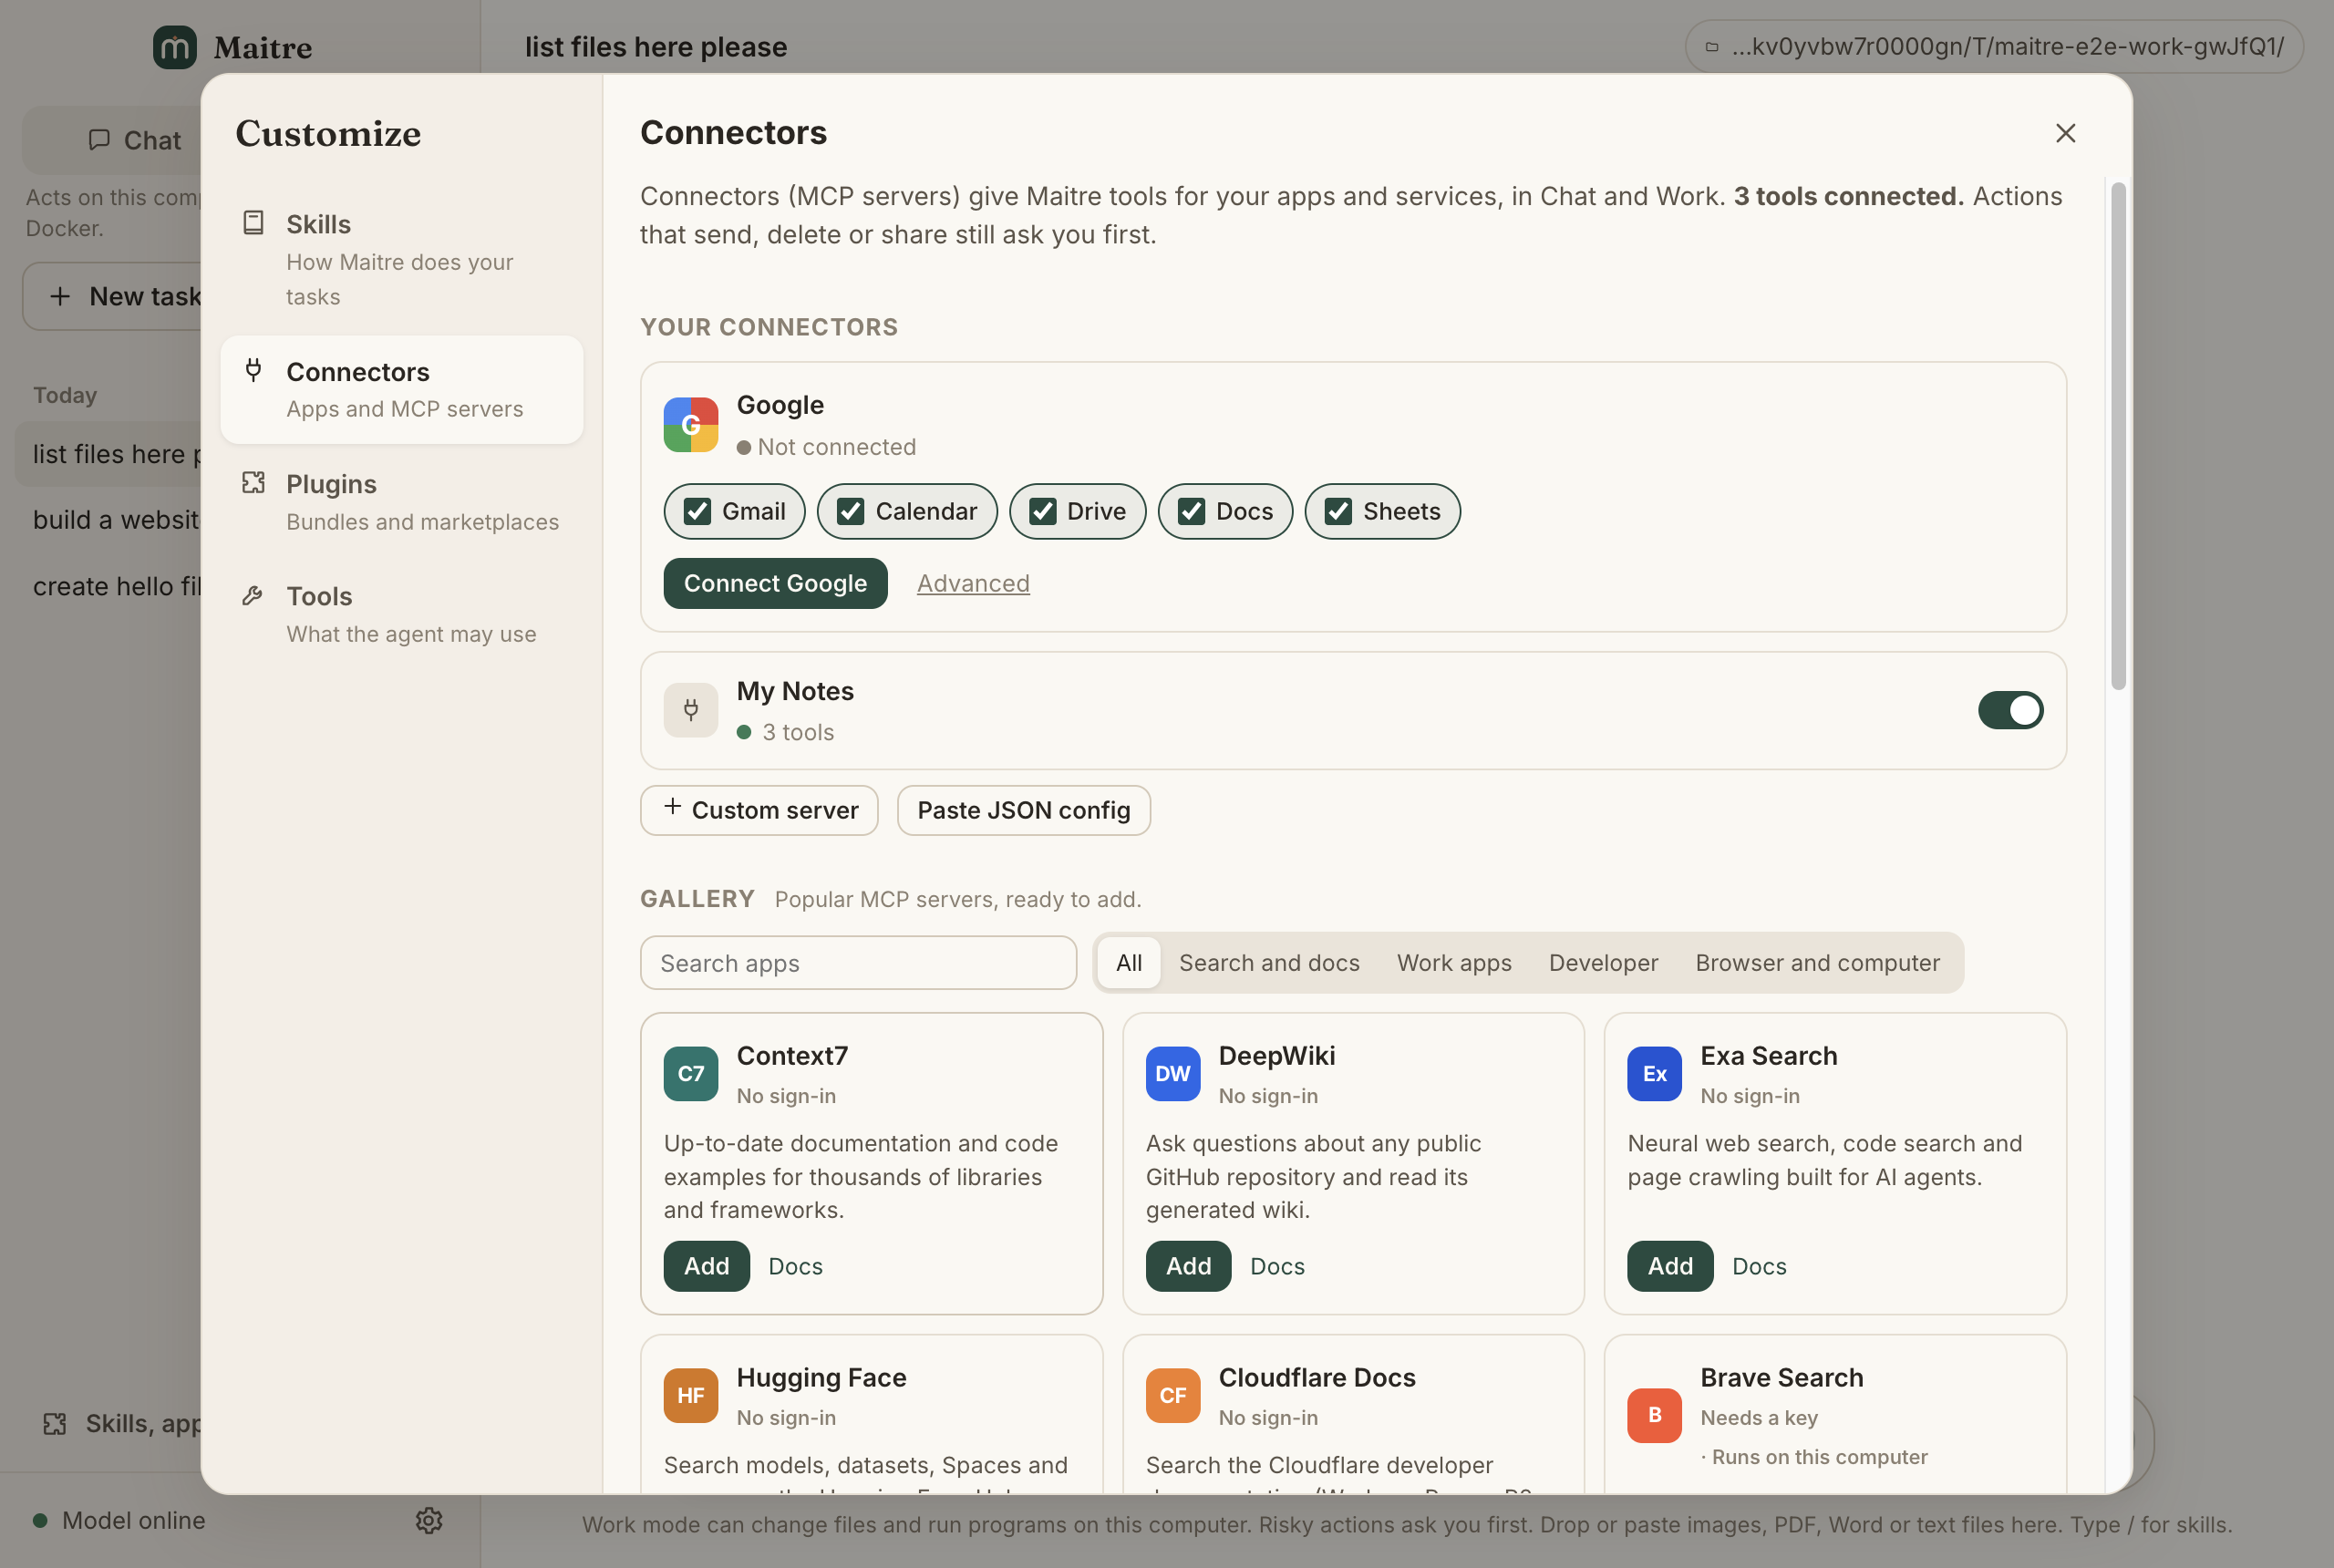 Maitre
list files here please
...kv0yvbw7r0000gn/T/maitre-e2e-work-gwJfQ1/
Chat
Acts on this
Docker.
New task
Today
list files here
build a
create hello
Skills,
Model online
Customize
Skills
How Maitre does your
tasks
Connectors
Apps and MCP servers
Plugins
Bundles and marketplaces
Tools
What the agent may use
Connectors
Connectors (MCP servers) give Maitre tools for your apps and services, in Chat and Work. 3 tools connected. Actions
that send, delete or share still ask you first.
YOUR CONNECTORS
G
Google
Not connected
Gmail
Calendar
Drive
Docs
Sheets
Connect Google
Advanced
My Notes
3 tools
+ Custom server
Paste JSON config
GALLERY Popular MCP servers, ready to add.
Search apps
All
Search and docs
Work apps
Developer
Browser and computer
C7
Context7
No sign-in
Up-to-date documentation and code
examples for thousands of libraries
and frameworks.
Add
Docs
DW
DeepWiki
No sign-in
Ask questions about any public
GitHub repository and read its
generated wiki.
Add
Docs
Ex
Exa Search
No sign-in
Neural web search, code search and
page crawling built for AI agents.
Add
Docs
HF
Hugging Face
No sign-in
Search models, datasets, Spaces and
CF
Cloudflare Docs
No sign-in
Search the Cloudflare developer
B
Brave Search
Needs a key
· Runs on this computer
Work mode can change files and run programs on this computer. Risky actions ask you first. Drop or paste images, PDF, Word or text files here. Type / for skills.